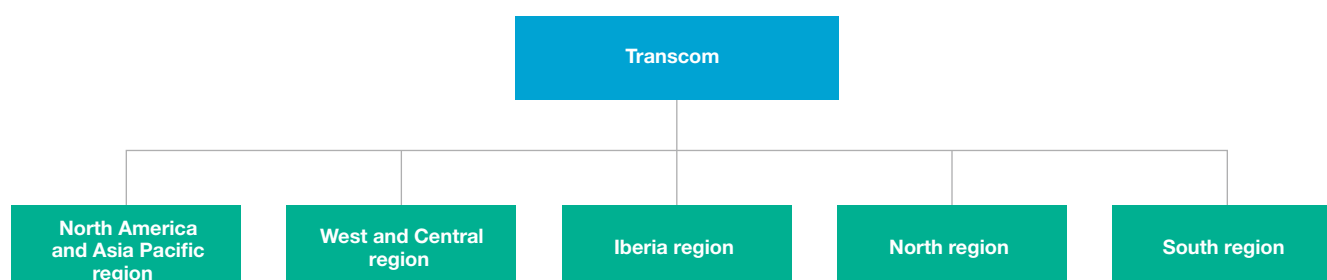 Transcom
North America
and Asia Pacific
region
West and Central
region
Iberia region
North region
South region